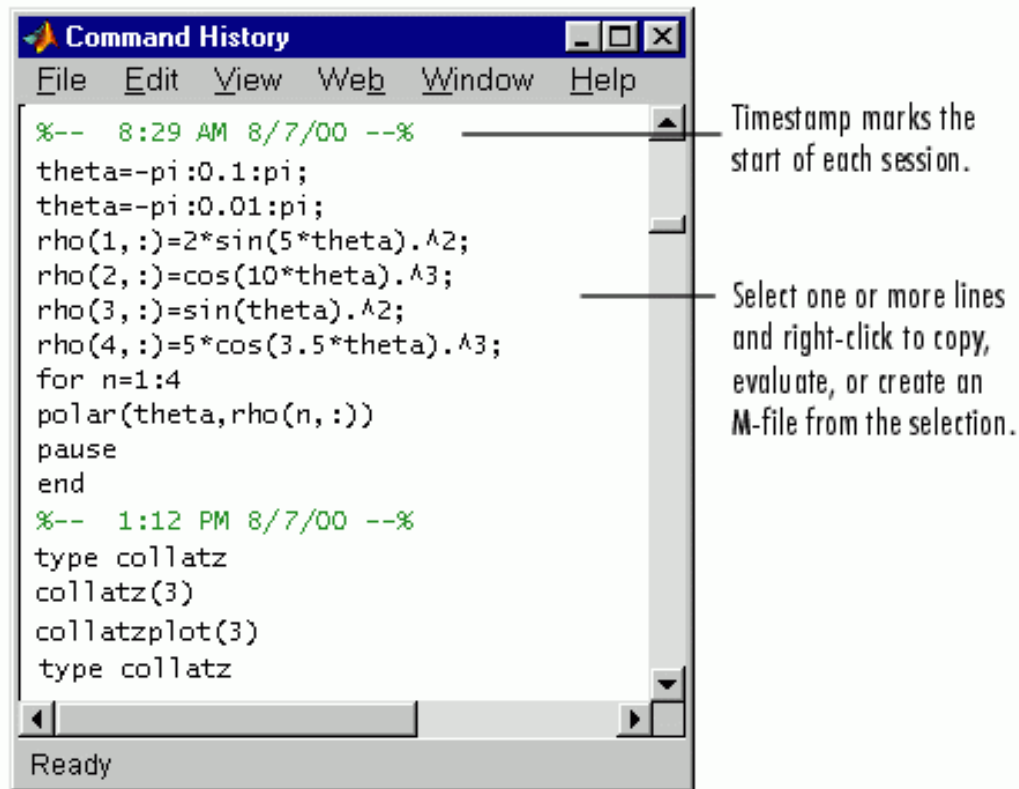 Command History
File Edit View Web Window Help
%-- 8:29 AM 8/7/00 --%
theta=-pi:0.1:pi;
theta=-pi:0.01:pi;
rho(1,:)=2*sin(5*theta).^2;
rho(2,:)=cos(10*theta).^3;
rho(3,:)=sin(theta).^2;
rho(4,:)=5*cos(3.5*theta).^3;
for n=1:4
polar(theta,rho(n,:))
pause
end
%-- 1:12 PM 8/7/00 --%
type collatz
collatz(3)
collatzplot(3)
type collatz
Ready
Timestamp marks the
start of each session.
Select one or more lines
and right-click to copy,
evaluate, or create an
M-file from the selection.